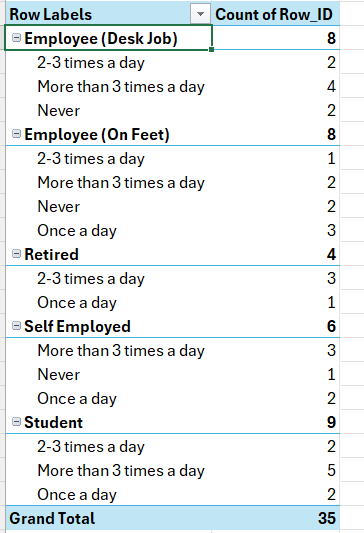 Row Labels Count of Row_ID
Employee (Desk Job) 8
2-3 times a day 2
More than 3 times a day 4
Never 2
Employee (On Feet) 8
2-3 times a day 1
More than 3 times a day 2
Never 2
Once a day 3
Retired 4
2-3 times a day 3
Once a day 1
Self Employed 6
More than 3 times a day 3
Never 1
Once a day 2
Student 9
2-3 times a day 2
More than 3 times a day 5
Once a day 2
Grand Total 35